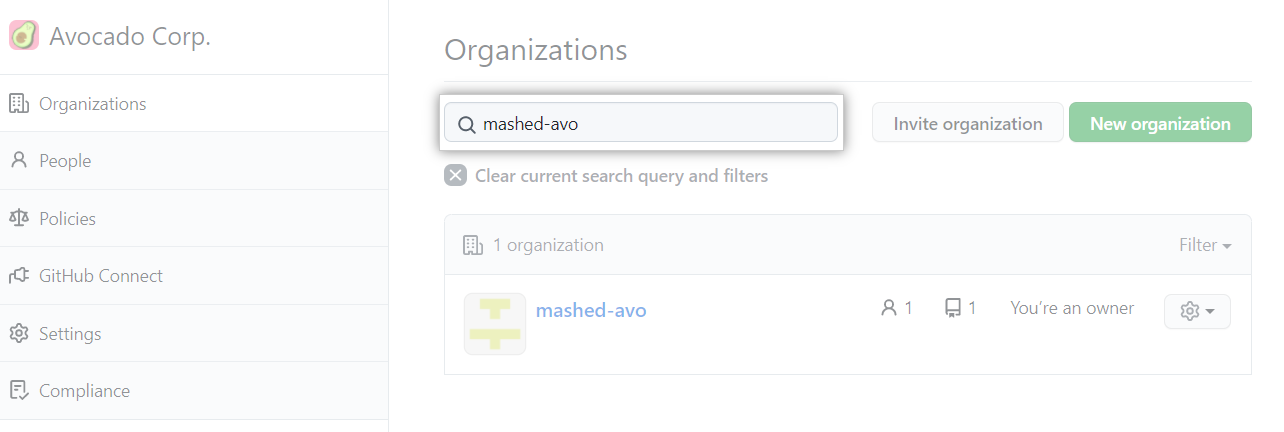 Avocado Corp.
Organizations
People
Policies
GitHub Connect
Settings
Compliance
Organizations
mashed-avo
Invite organization
New organization
Clear current search query and filters
1 organization
Filter
mashed-avo
1
1
You're an owner